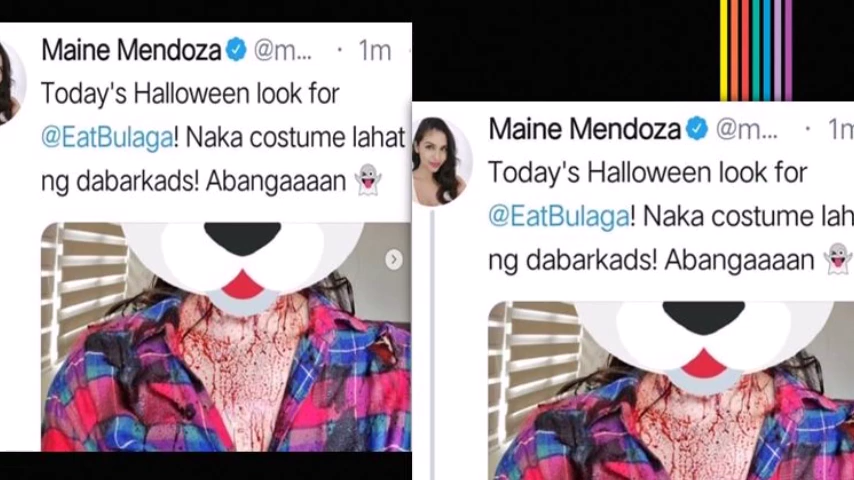 Maine Mendoza @m... · 1m
Today's Halloween look for
@EatBulaga! Naka costume lahat
ng dabarkads! Abangaaaan 👻
Maine Mendoza @m... · 1m
Today's Halloween look for
@EatBulaga! Naka costume lah
ng dabarkads! Abangaaaan 👻